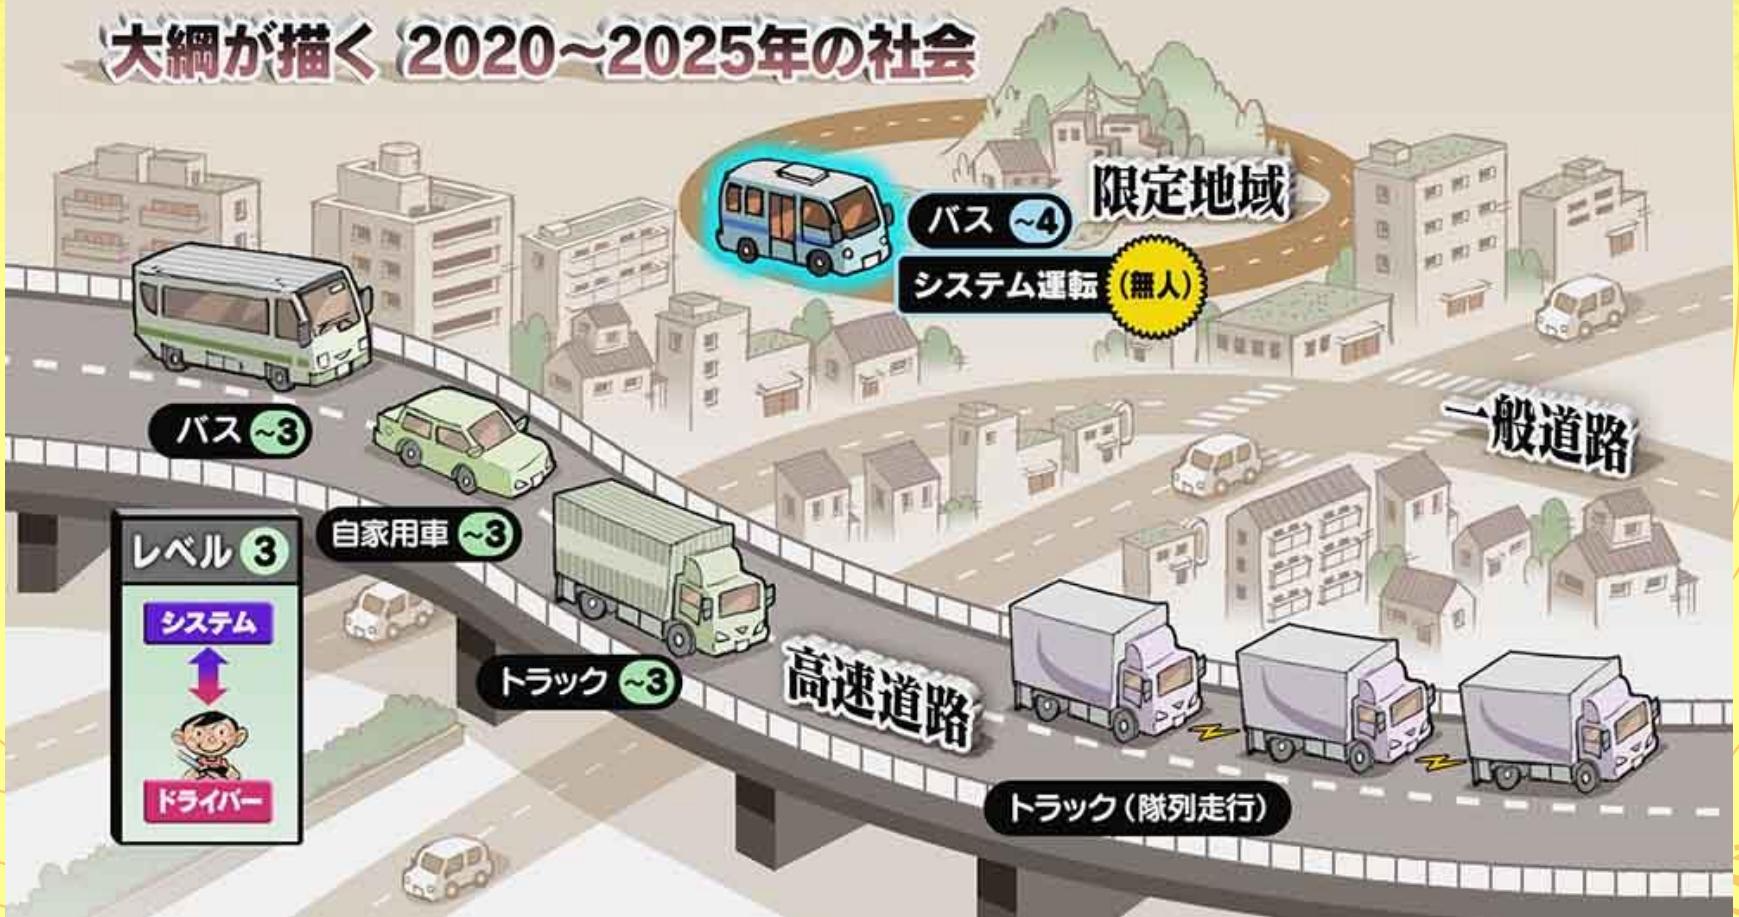 大綱が描く 2020～2025年の社会
限定地域
バス ～4
システム運転 (無人)
一般道路
バス ～3
自家用車 ～3
トラック ～3
レベル 3
システム
ドライバー
高速道路
トラック(隊列走行)